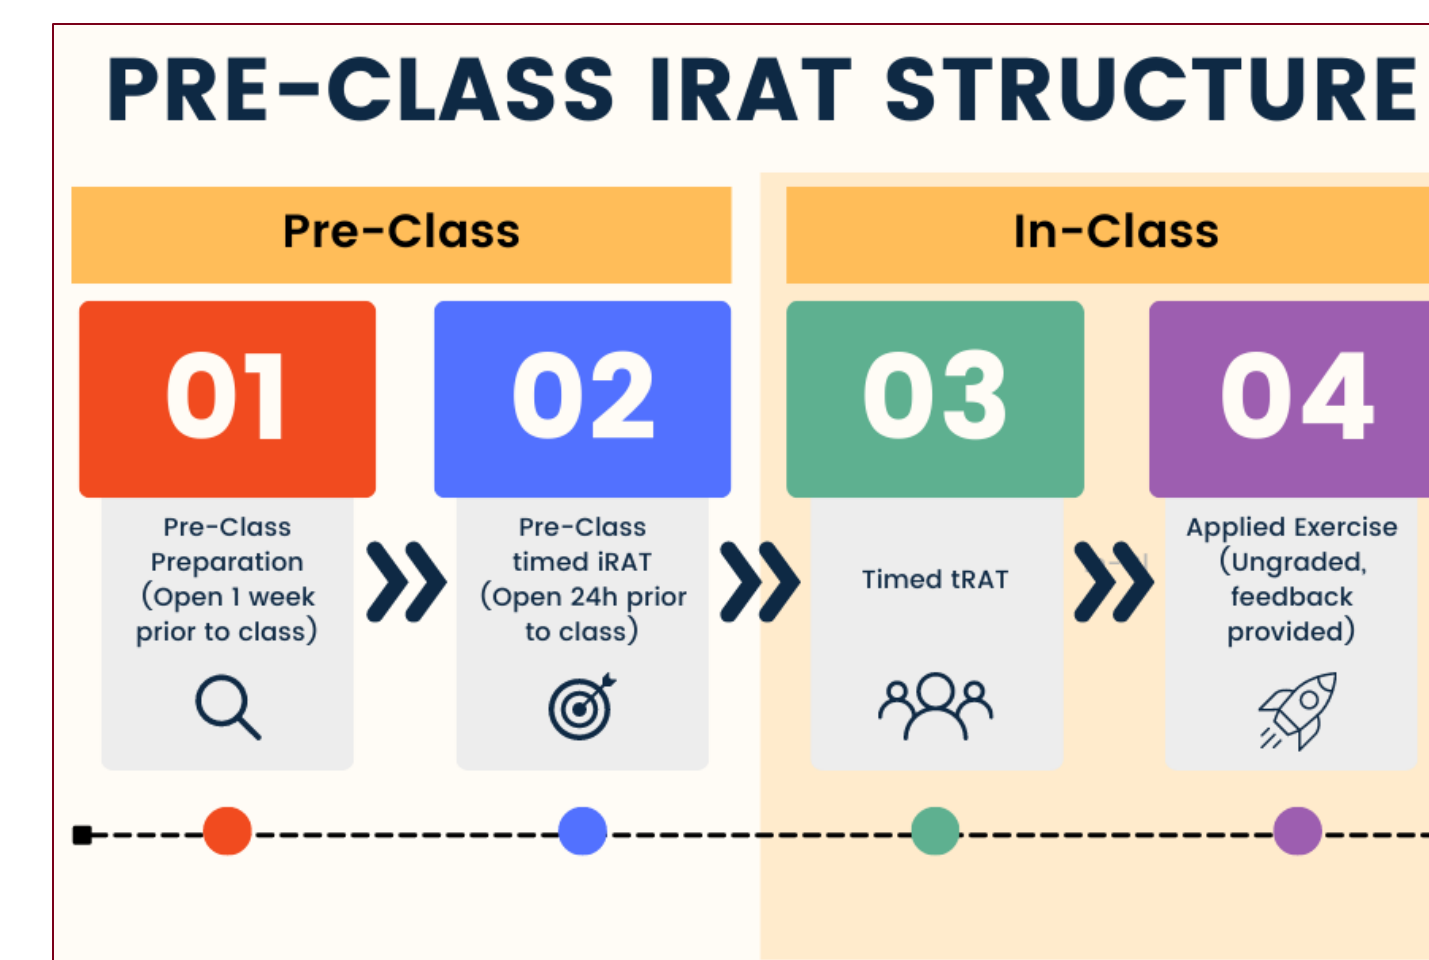 PRE-CLASS IRAT STRUCTURE
Pre-Class
In-Class
01
02
03
04
Pre-Class
Preparation
(Open 1 week
prior to class)
Pre-Class
timed iRAT
(Open 24h prior
to class)
Timed tRAT
Applied Exercise
(Ungraded,
feedback
provided)